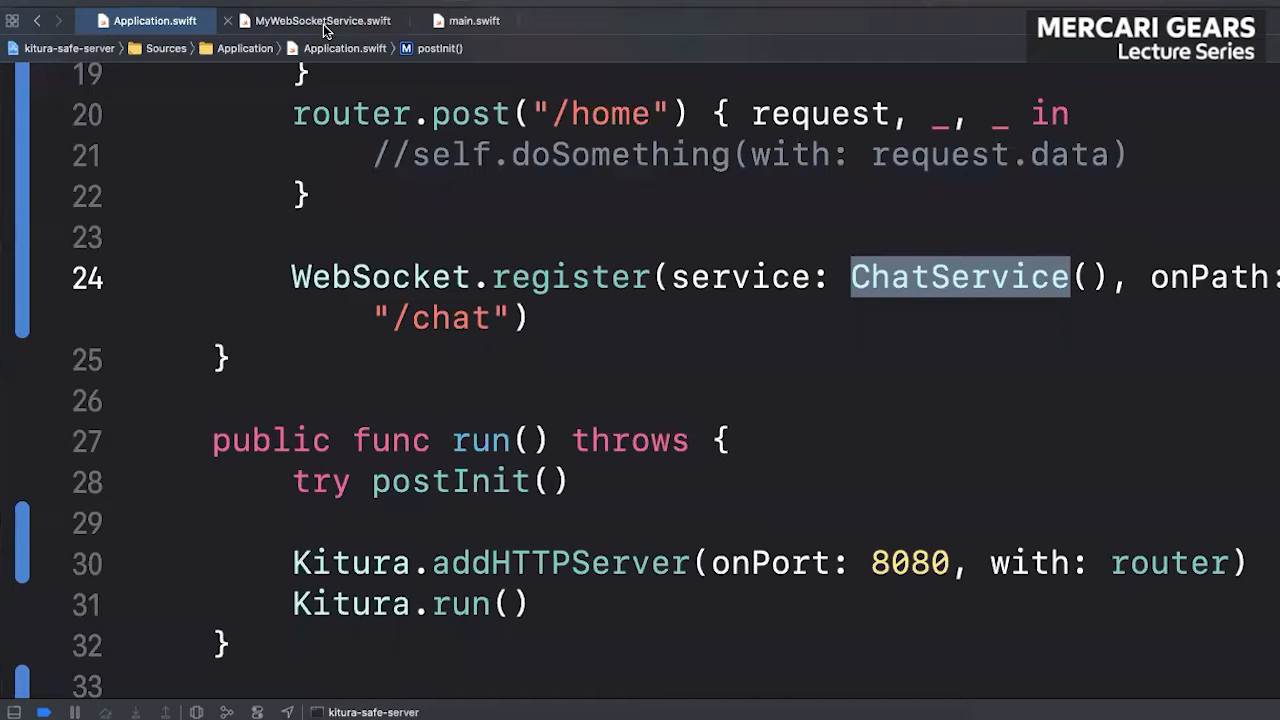 Application.swift MyWebSocketService.swift main.swift
MERCARI GEARS
Lecture Series
kitura-safe-server Sources Application Application.swift M postInit()
19 }
20 router.post("/home") { request, _, _ in
21 //self.doSomething(with: request.data)
22 }
23
24 WebSocket.register(service: ChatService(), onPath:
"/chat")
25 }
26
27 public func run() throws {
28 try postInit()
29
30 Kitura.addHTTPServer(onPort: 8080, with: router)
31 Kitura.run()
32 }
33
kitura-safe-server